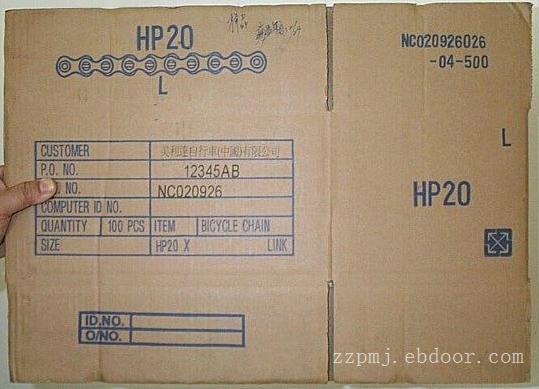 HP20
L
NC020926026
-04-500
L
HP20
CUSTOMER 美利達自行車(中國)有限公司
P.O. NO. 12345AB
NO. NC020926
COMPUTER ID NO.
QUANTITY 100 PCS ITEM BICYCLE CHAIN
SIZE HP20 X LINK
ID.NO.
O/NO.
zzpmj.ebdoor.com